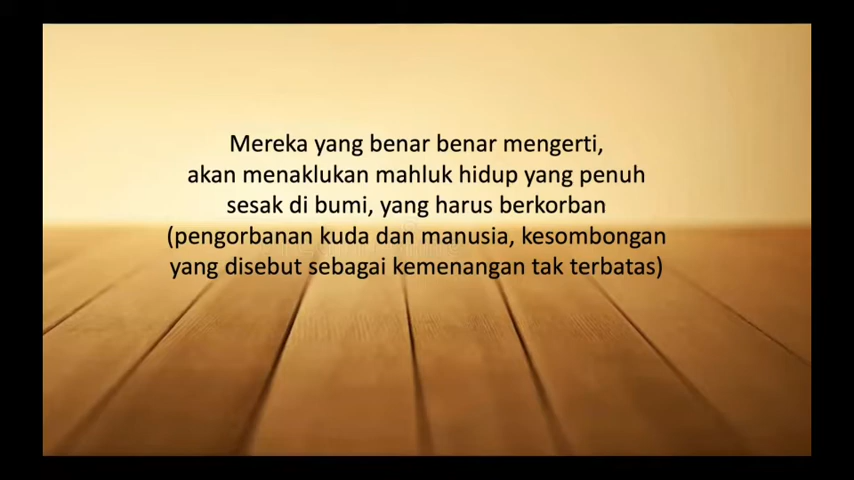 Mereka yang benar benar mengerti,
akan menaklukan mahluk hidup yang penuh
sesak di bumi, yang harus berkorban
(pengorbanan kuda dan manusia, kesombongan
yang disebut sebagai kemenangan tak terbatas)